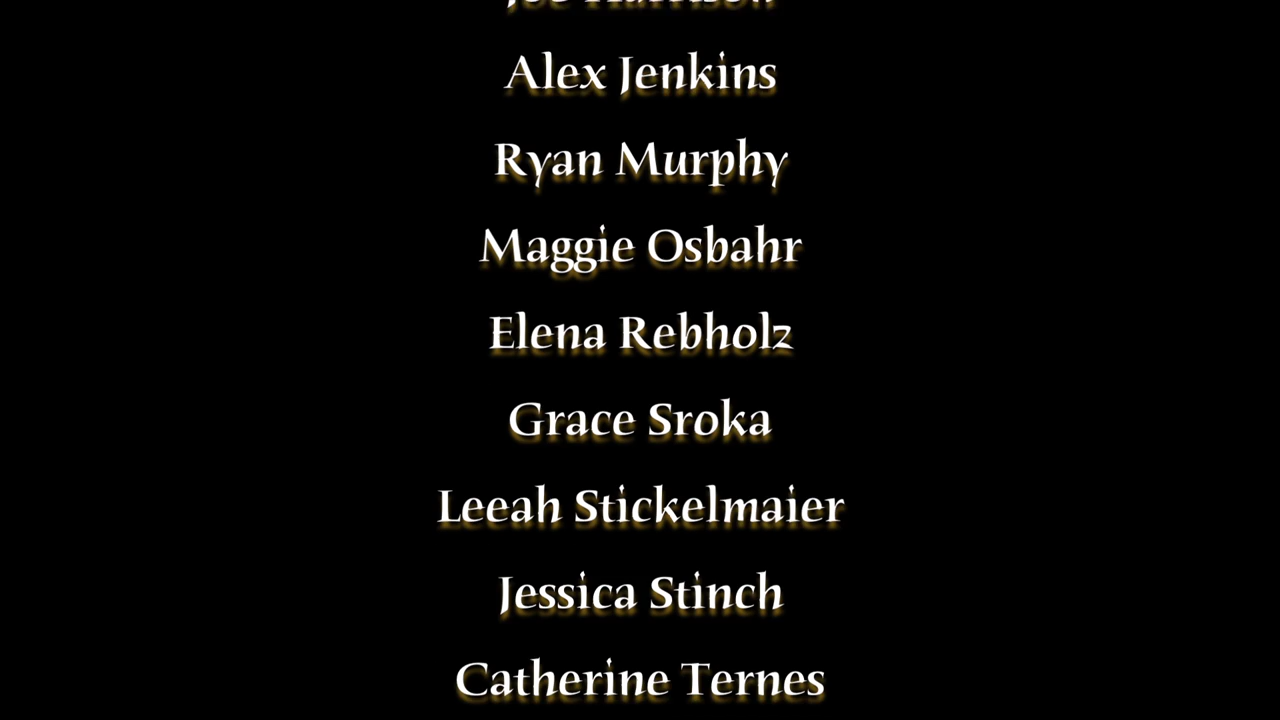 Alex Jenkins
Ryan Murphy
Maggie Osbahr
Elena Rebholz
Grace Sroka
Leeah Stickelmaier
Jessica Stinch
Catherine Ternes